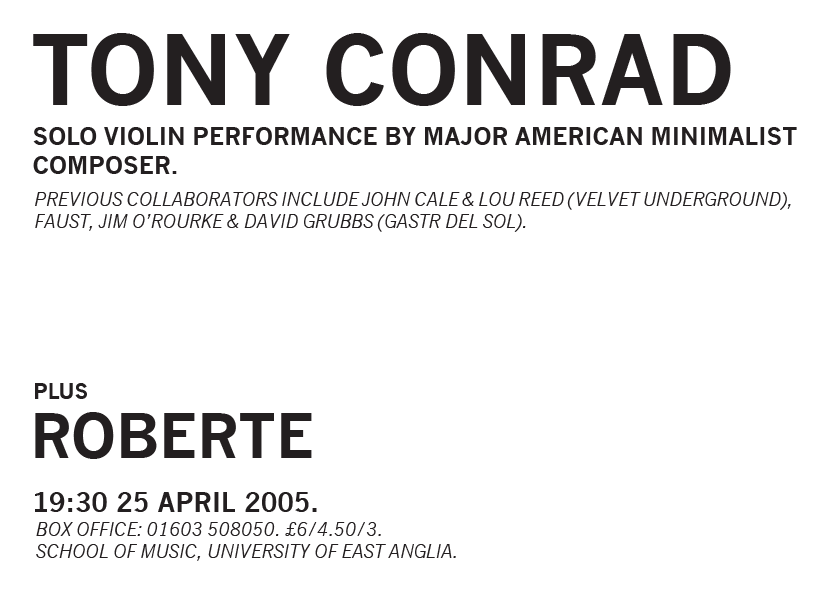 TONY CONRAD
SOLO VIOLIN PERFORMANCE BY MAJOR AMERICAN MINIMALIST
COMPOSER.
PREVIOUS COLLABORATORS INCLUDE JOHN CALE & LOU REED (VELVET UNDERGROUND),
FAUST, JIM O'ROURKE & DAVID GRUBBS (GASTR DEL SOL).
PLUS
ROBERTE
19:30 25 APRIL 2005.
BOX OFFICE: 01603 508050. £6/4.50/3.
SCHOOL OF MUSIC, UNIVERSITY OF EAST ANGLIA.